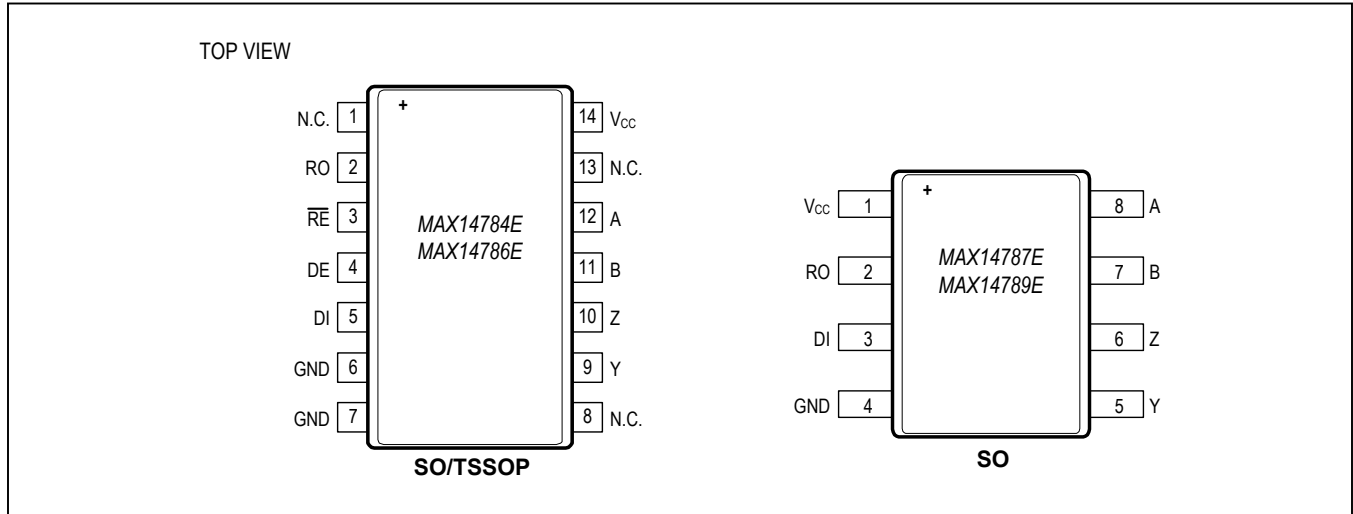 TOP VIEW
N.C. 1
RO 2
R̅E̅ 3
DE 4
DI 5
GND 6
GND 7
+
MAX14784E
MAX14786E
14 VCC
13 N.C.
12 A
11 B
10 Z
9 Y
8 N.C.
SO/TSSOP
VCC 1
RO 2
DI 3
GND 4
+
MAX14787E
MAX14789E
8 A
7 B
6 Z
5 Y
SO